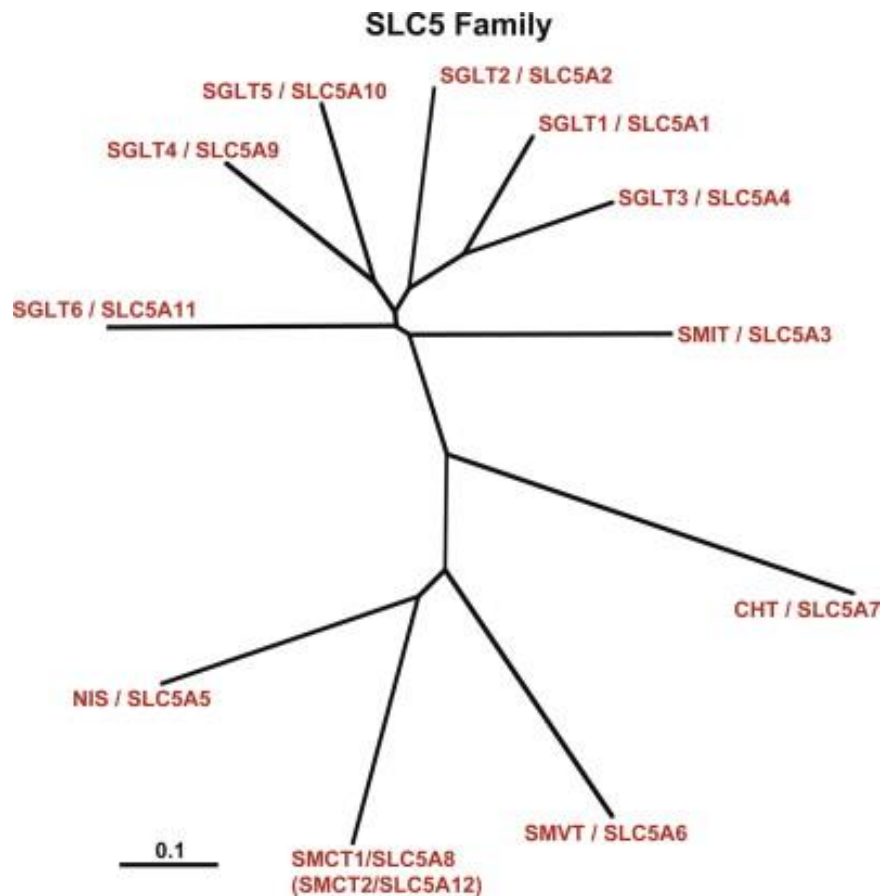 SLC5 Family
SGLT2 / SLC5A2
SGLT5 / SLC5A10
SGLT1 / SLC5A1
SGLT4 / SLC5A9
SGLT3 / SLC5A4
SGLT6 / SLC5A11
SMIT / SLC5A3
CHT / SLC5A7
NIS / SLC5A5
SMVT / SLC5A6
0.1
SMCT1/SLC5A8
(SMCT2/SLC5A12)